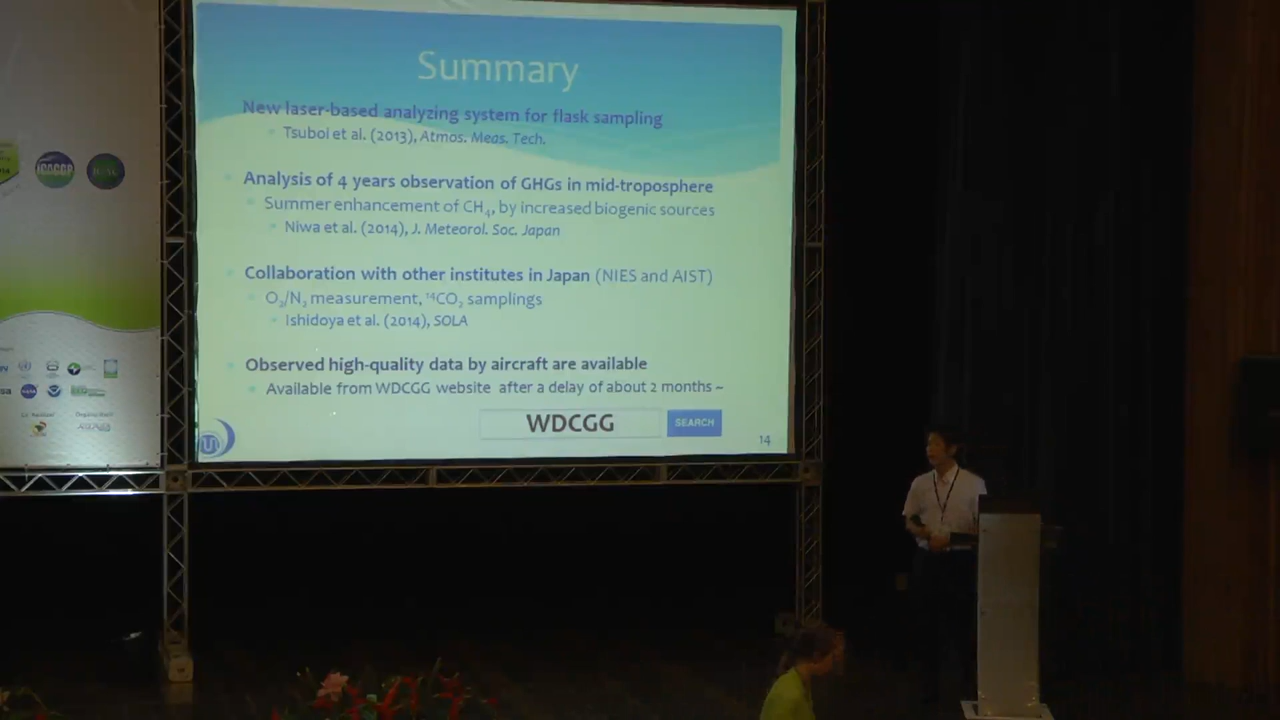 Summary
New laser-based analyzing system for flask sampling
Tsuboi et al. (2013), Atmos. Meas. Tech.
Analysis of 4 years observation of GHGs in mid-troposphere
Summer enhancement of CH₄, by increased biogenic sources
Niwa et al. (2014), J. Meteorol. Soc. Japan
Collaboration with other institutes in Japan (NIES and AIST)
O₂/N₂ measurement, ¹⁴CO₂ samplings
Ishidoya et al. (2014), SOLA
Observed high-quality data by aircraft are available
Available from WDCGG website after a delay of about 2 months –
WDCGG
SEARCH
14